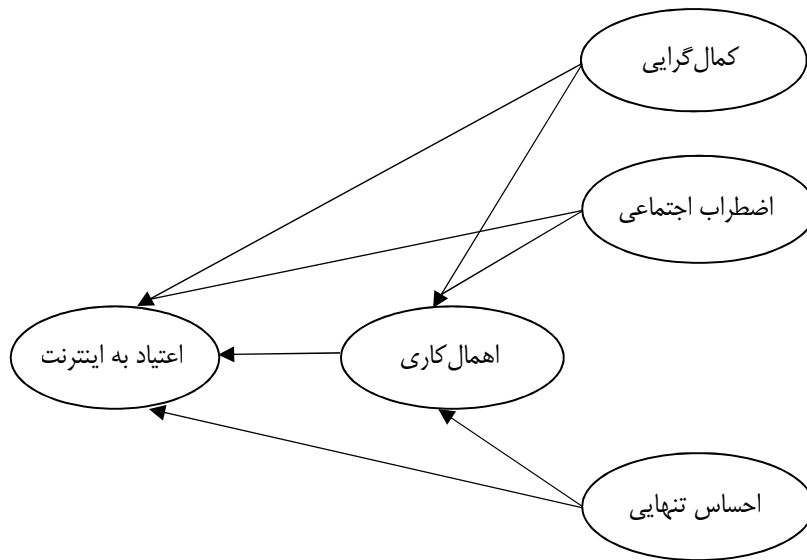 کمال‌گرایی
اضطراب اجتماعی
اهمال‌کاری
اعتیاد به اینترنت
احساس تنهایی